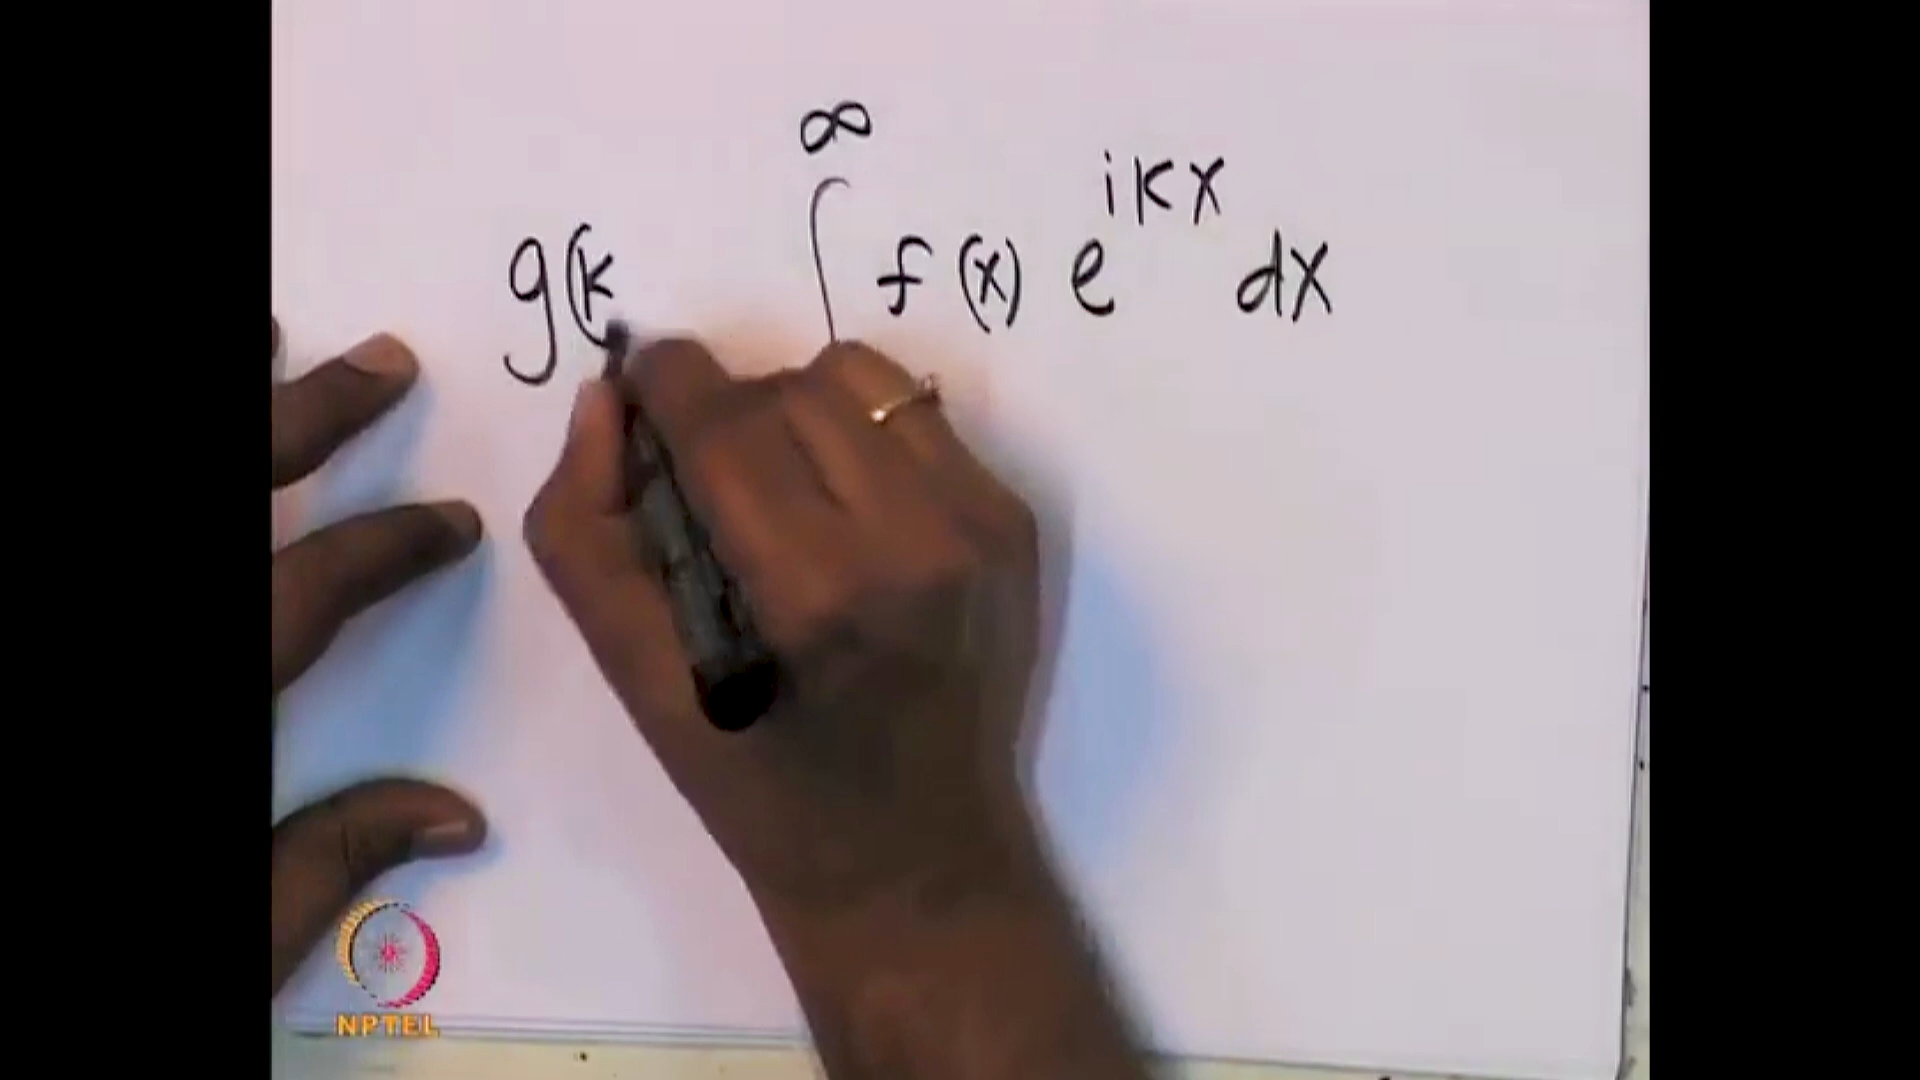 ∞
g(k ∫ f(x) e^{ikx} dx
NPTEL